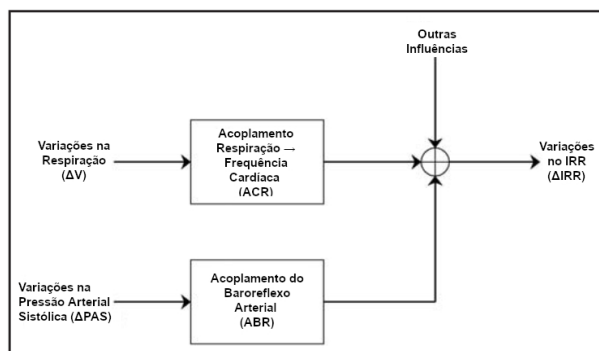 Outras
Influências
Variações na
Respiração
(ΔV)
Acoplamento
Respiração →
Frequência
Cardíaca
(ACR)
Variações
no IRR
(ΔIRR)
Variações na
Pressão Arterial
Sistólica (ΔPAS)
Acoplamento do
Baroreflexo
Arterial
(ABR)